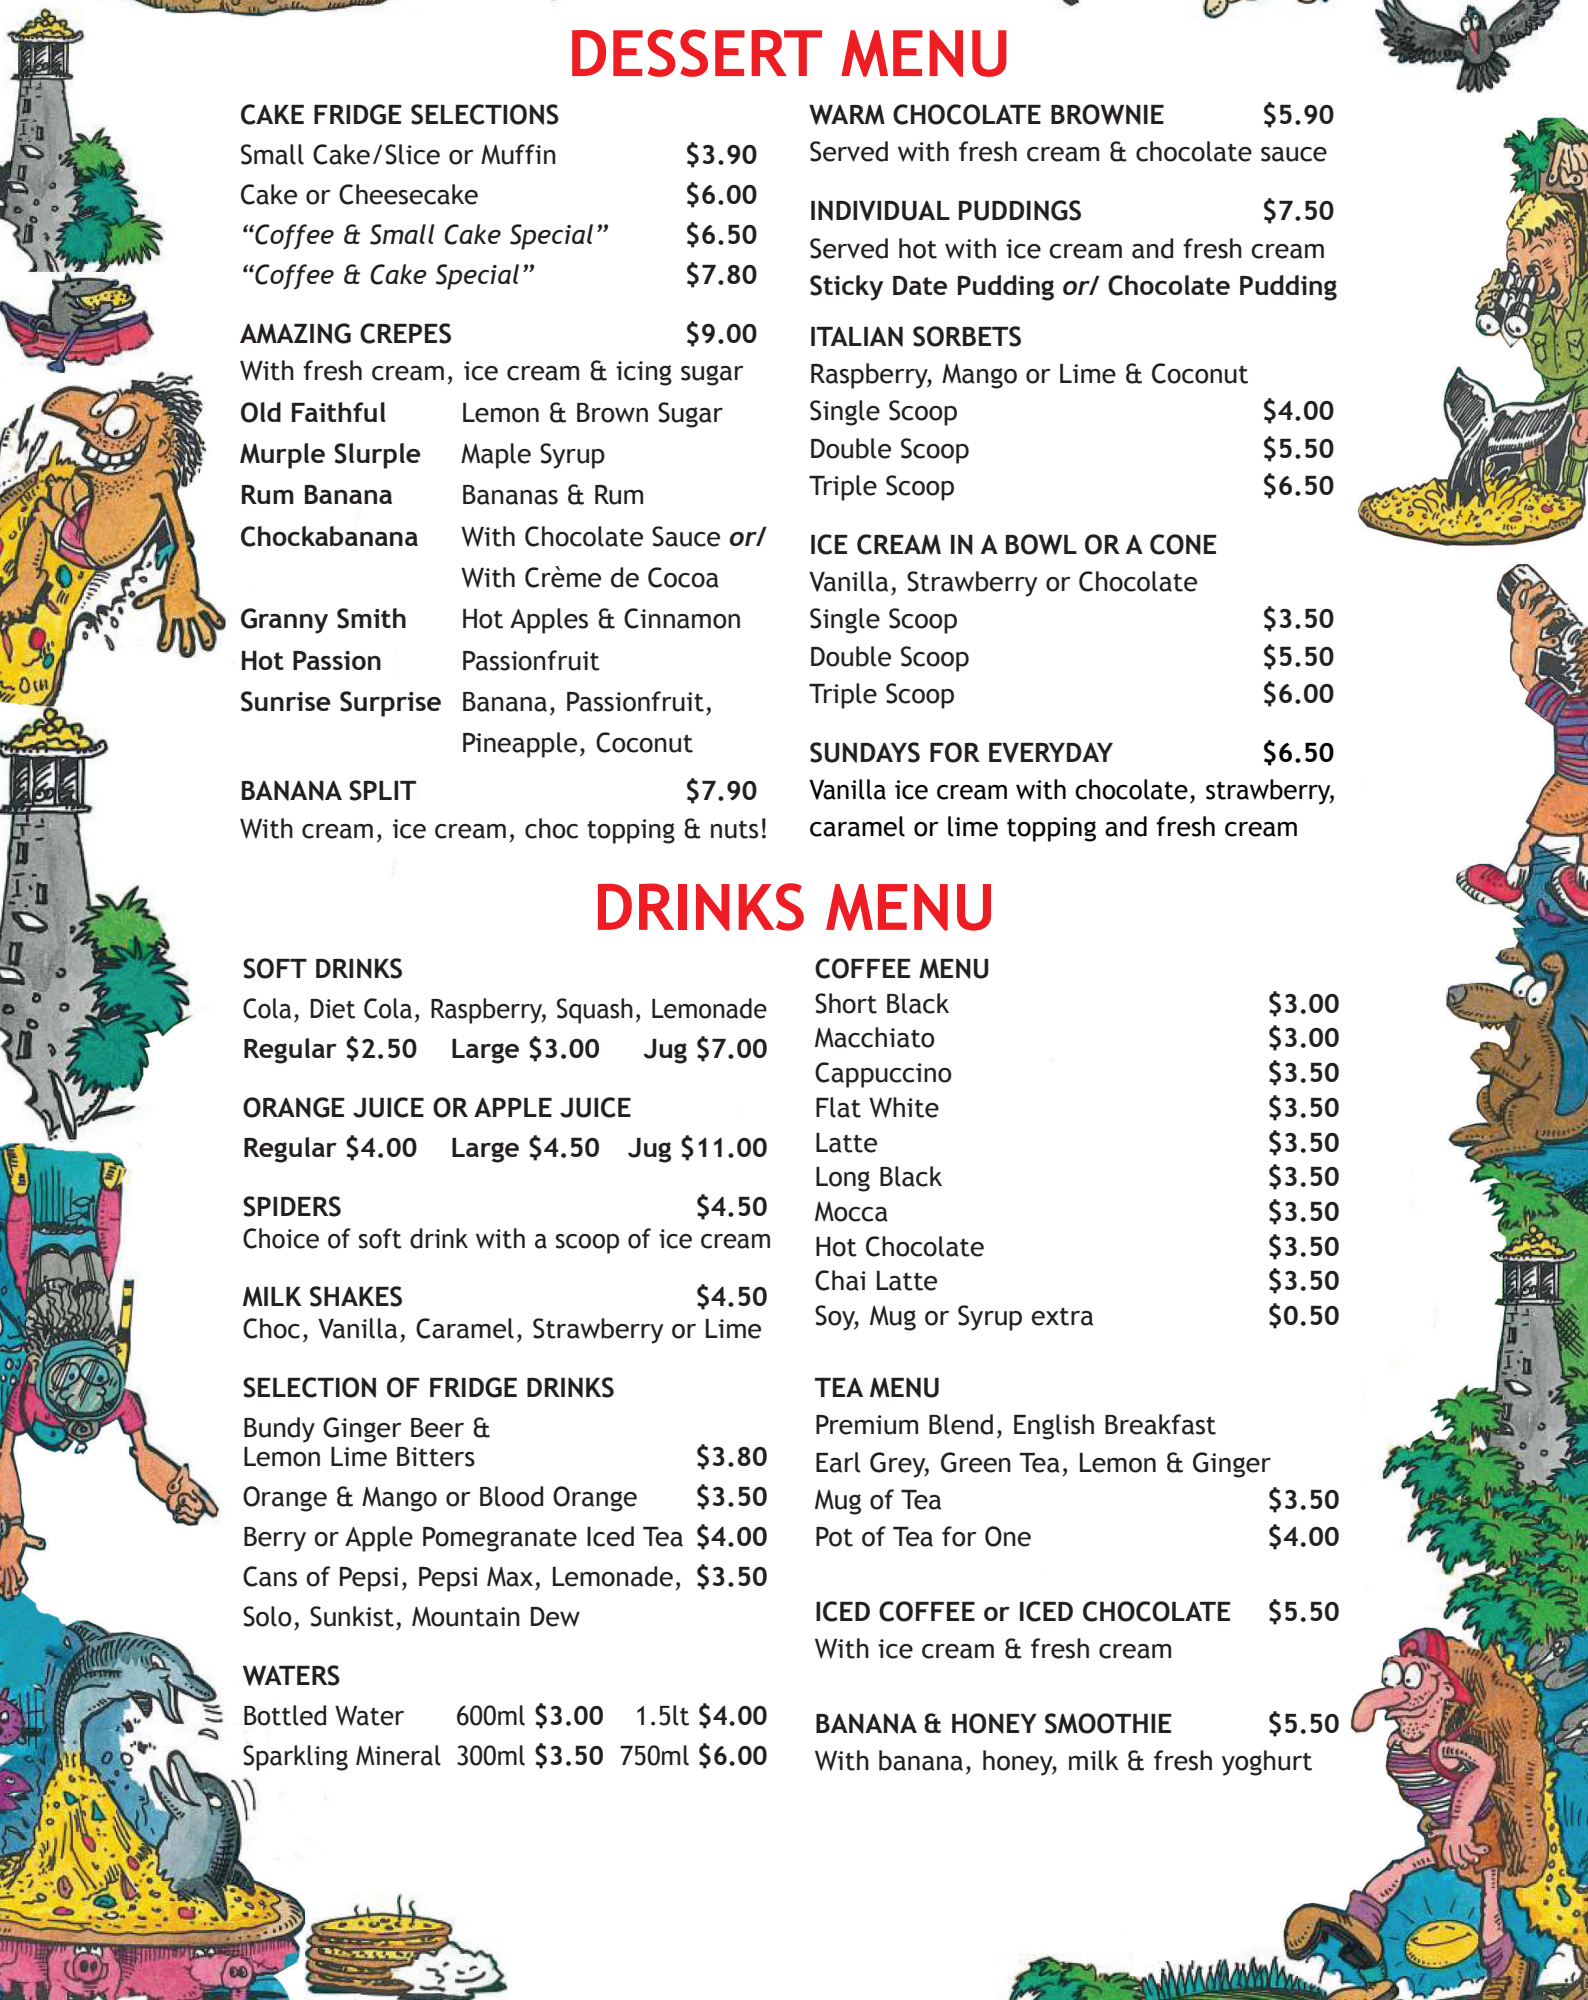 DESSERT MENU
CAKE FRIDGE SELECTIONS
Small Cake/Slice or Muffin $3.90
Cake or Cheesecake $6.00
“Coffee & Small Cake Special” $6.50
“Coffee & Cake Special” $7.80
AMAZING CREPES $9.00
With fresh cream, ice cream & icing sugar
Old Faithful Lemon & Brown Sugar
Murple Slurple Maple Syrup
Rum Banana Bananas & Rum
Chockabanana With Chocolate Sauce or/
With Crème de Cocoa
Granny Smith Hot Apples & Cinnamon
Hot Passion Passionfruit
Sunrise Surprise Banana, Passionfruit,
Pineapple, Coconut
BANANA SPLIT $7.90
With cream, ice cream, choc topping & nuts!
WARM CHOCOLATE BROWNIE $5.90
Served with fresh cream & chocolate sauce
INDIVIDUAL PUDDINGS $7.50
Served hot with ice cream and fresh cream
Sticky Date Pudding or/ Chocolate Pudding
ITALIAN SORBETS
Raspberry, Mango or Lime & Coconut
Single Scoop $4.00
Double Scoop $5.50
Triple Scoop $6.50
ICE CREAM IN A BOWL OR A CONE
Vanilla, Strawberry or Chocolate
Single Scoop $3.50
Double Scoop $5.50
Triple Scoop $6.00
SUNDAYS FOR EVERYDAY $6.50
Vanilla ice cream with chocolate, strawberry,
caramel or lime topping and fresh cream
DRINKS MENU
SOFT DRINKS
Cola, Diet Cola, Raspberry, Squash, Lemonade
Regular $2.50 Large $3.00 Jug $7.00
ORANGE JUICE OR APPLE JUICE
Regular $4.00 Large $4.50 Jug $11.00
SPIDERS $4.50
Choice of soft drink with a scoop of ice cream
MILK SHAKES $4.50
Choc, Vanilla, Caramel, Strawberry or Lime
SELECTION OF FRIDGE DRINKS
Bundy Ginger Beer &
Lemon Lime Bitters $3.80
Orange & Mango or Blood Orange $3.50
Berry or Apple Pomegranate Iced Tea $4.00
Cans of Pepsi, Pepsi Max, Lemonade, $3.50
Solo, Sunkist, Mountain Dew
WATERS
Bottled Water 600ml $3.00 1.5lt $4.00
Sparkling Mineral 300ml $3.50 750ml $6.00
COFFEE MENU
Short Black $3.00
Macchiato $3.00
Cappuccino $3.50
Flat White $3.50
Latte $3.50
Long Black $3.50
Mocca $3.50
Hot Chocolate $3.50
Chai Latte $3.50
Soy, Mug or Syrup extra $0.50
TEA MENU
Premium Blend, English Breakfast
Earl Grey, Green Tea, Lemon & Ginger
Mug of Tea $3.50
Pot of Tea for One $4.00
ICED COFFEE or ICED CHOCOLATE $5.50
With ice cream & fresh cream
BANANA & HONEY SMOOTHIE $5.50
With banana, honey, milk & fresh yoghurt